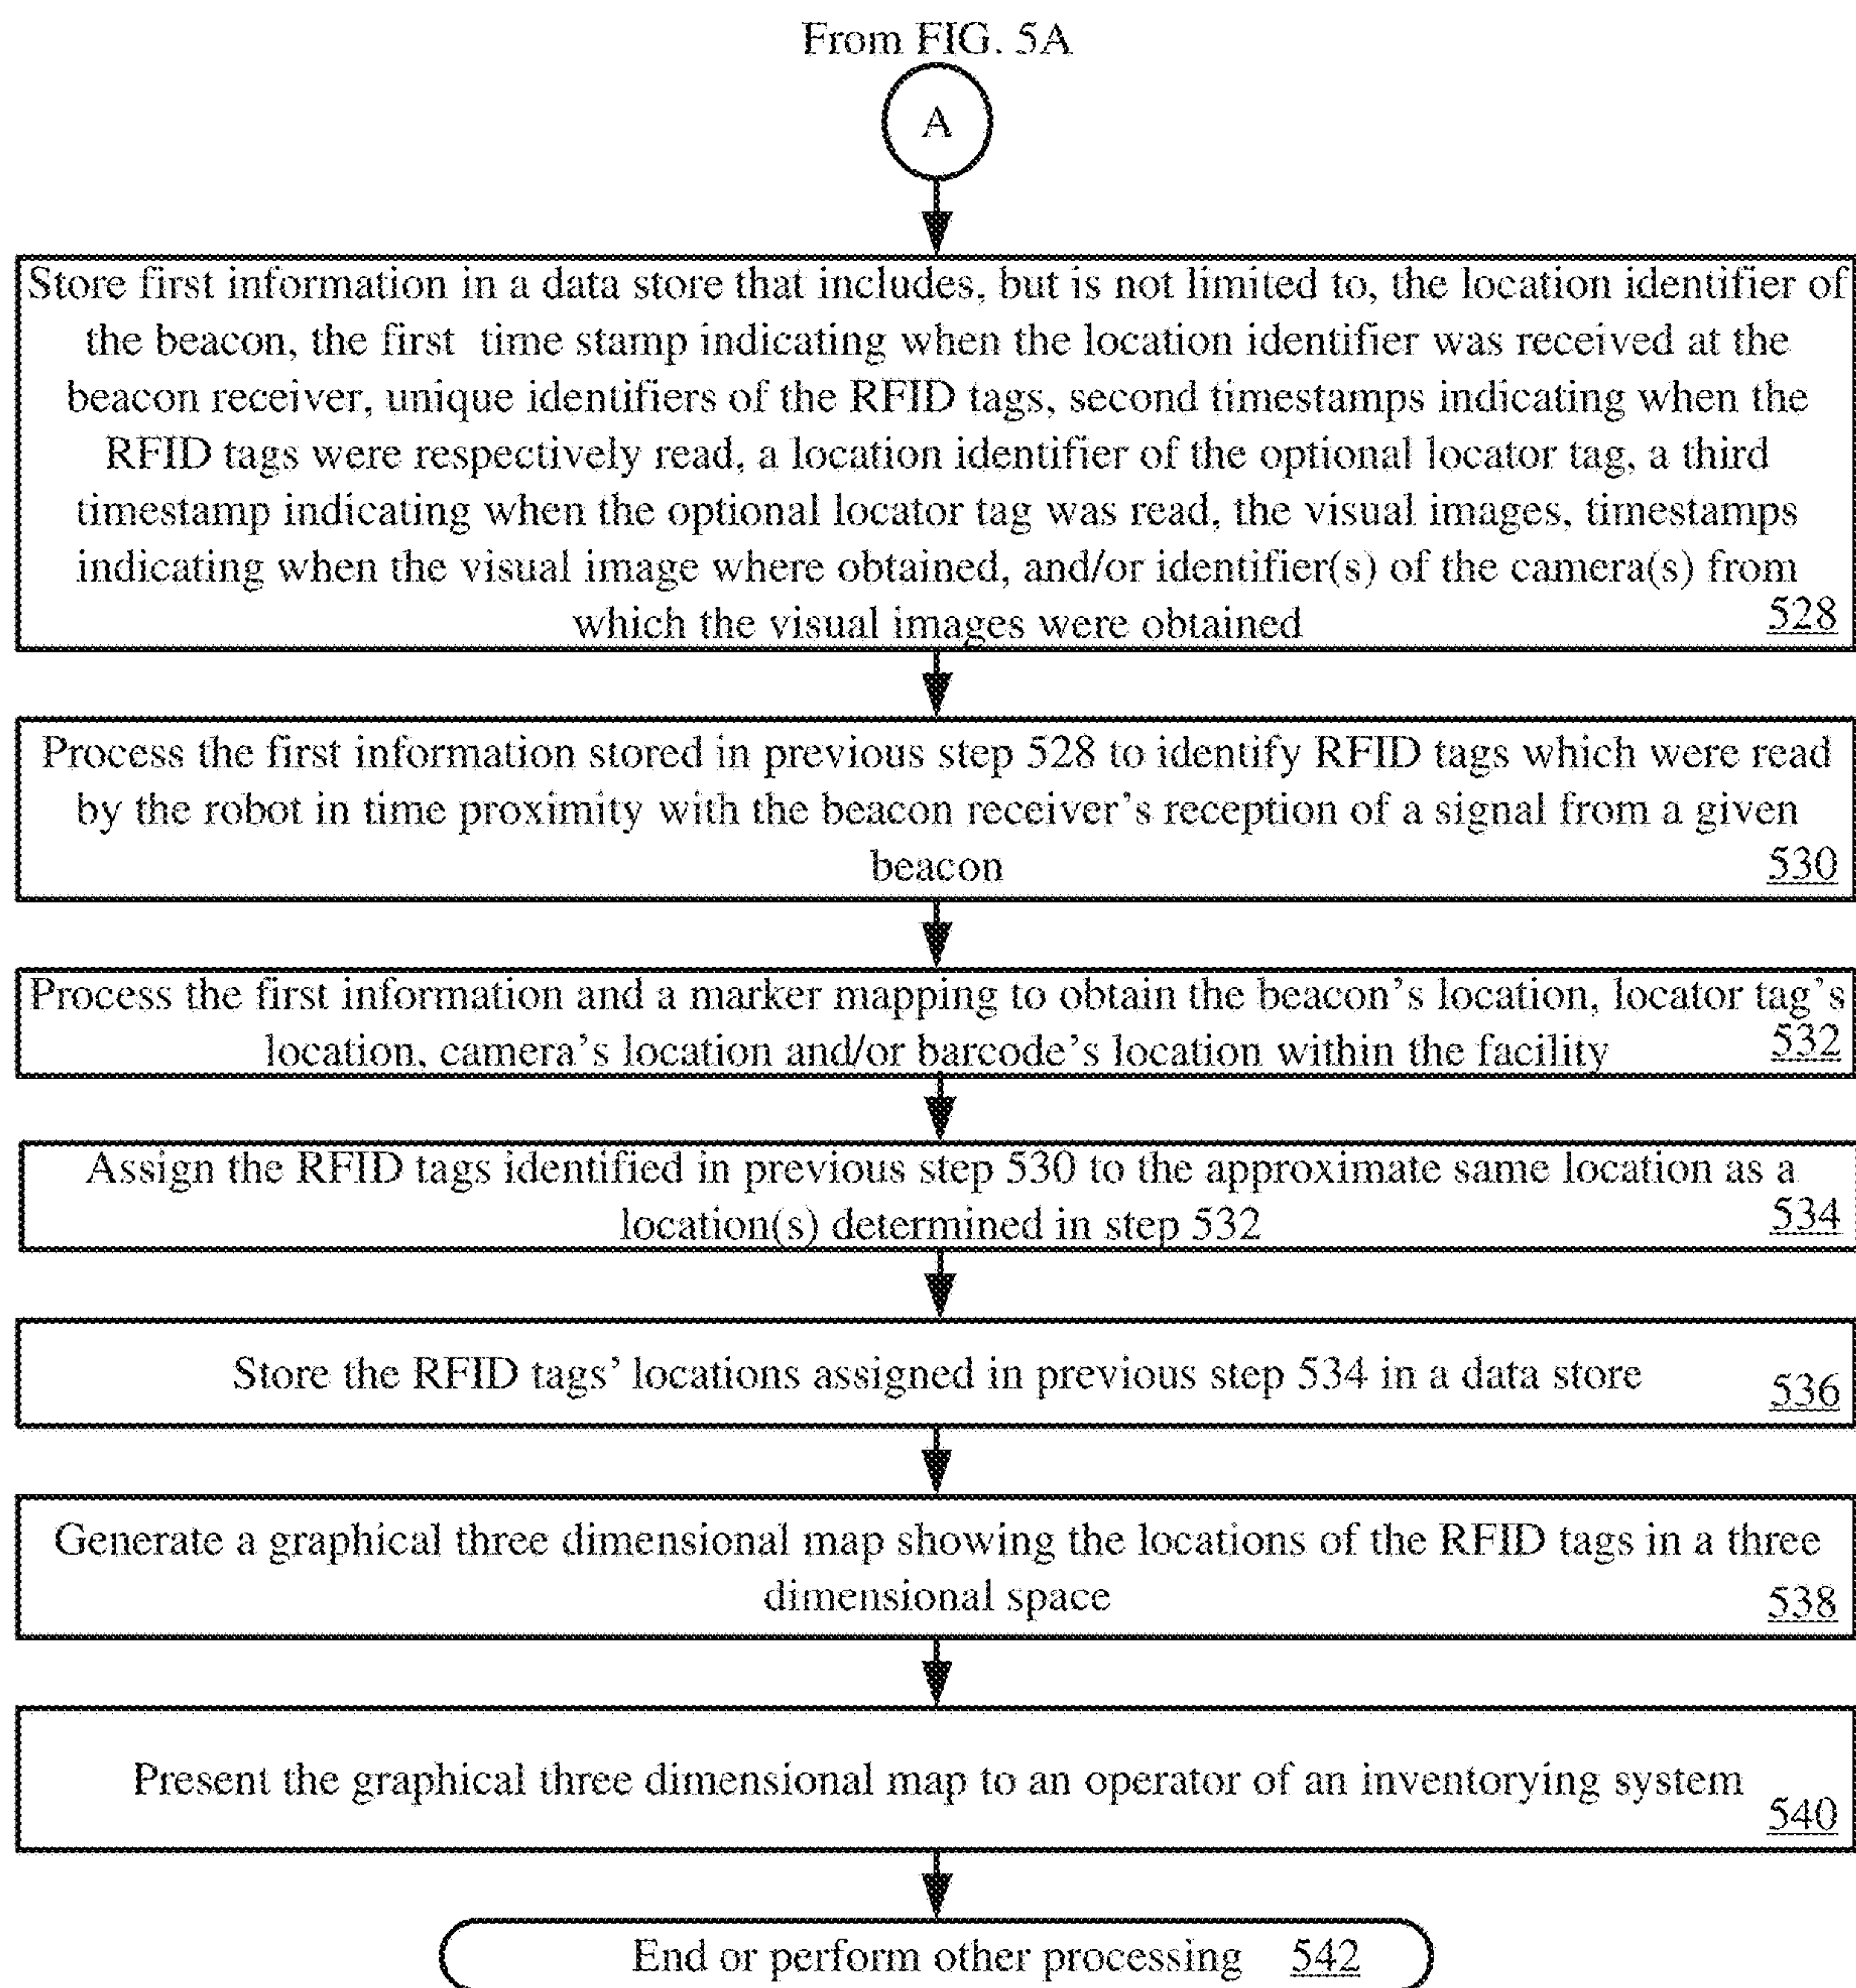 From FIG. 5A
A
Store first information in a data store that includes, but is not limited to, the location identifier of
the beacon, the first time stamp indicating when the location identifier was received at the
beacon receiver, unique identifiers of the RFID tags, second timestamps indicating when the
RFID tags were respectively read, a location identifier of the optional locator tag, a third
timestamp indicating when the optional locator tag was read, the visual images, timestamps
indicating when the visual image where obtained, and/or identifier(s) of the camera(s) from
which the visual images were obtained 528
Process the first information stored in previous step 528 to identify RFID tags which were read
by the robot in time proximity with the beacon receiver's reception of a signal from a given
beacon 530
Process the first information and a marker mapping to obtain the beacon's location, locator tag's
location, camera's location and/or barcode's location within the facility 532
Assign the RFID tags identified in previous step 530 to the approximate same location as a
location(s) determined in step 532 534
Store the RFID tags' locations assigned in previous step 534 in a data store 536
Generate a graphical three dimensional map showing the locations of the RFID tags in a three
dimensional space 538
Present the graphical three dimensional map to an operator of an inventorying system 540
End or perform other processing 542